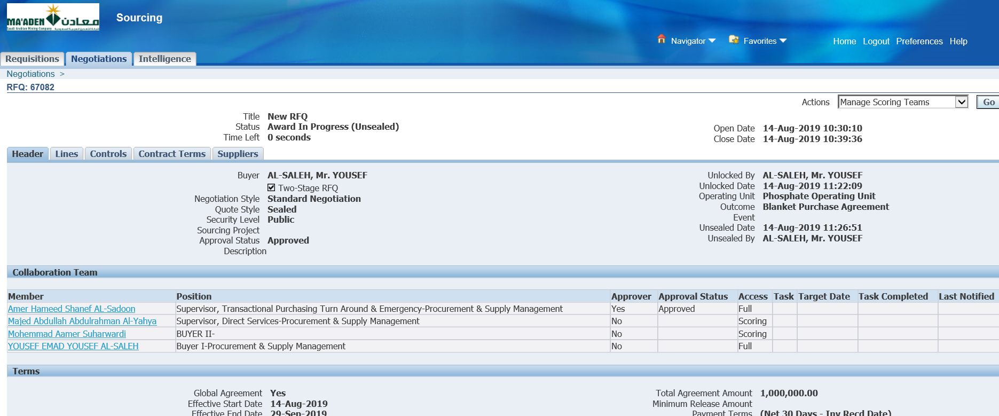 MA'ADEN معادن
Saudi Arabian Mining Company
Sourcing
Navigator
Favorites
Home Logout Preferences Help
Requisitions Negotiations Intelligence
Negotiations >
RFQ: 67082
Actions Manage Scoring Teams Go
Title New RFQ
Status Award In Progress (Unsealed)
Time Left 0 seconds
Open Date 14-Aug-2019 10:30:10
Close Date 14-Aug-2019 10:39:36
Header Lines Controls Contract Terms Suppliers
Buyer AL-SALEH, Mr. YOUSEF
Two-Stage RFQ
Negotiation Style Standard Negotiation
Quote Style Sealed
Security Level Public
Sourcing Project
Approval Status Approved
Description
Unlocked By AL-SALEH, Mr. YOUSEF
Unlocked Date 14-Aug-2019 11:22:09
Operating Unit Phosphate Operating Unit
Outcome Blanket Purchase Agreement
Event
Unsealed Date 14-Aug-2019 11:26:51
Unsealed By AL-SALEH, Mr. YOUSEF
Collaboration Team
Member Position Approver Approval Status Access Task Target Date Task Completed Last Notified
Amer Hameed Shanef AL-Sadoon Supervisor, Transactional Purchasing Turn Around & Emergency-Procurement & Supply Management Yes Approved Full
Majed Abdullah Abdulrahman Al-Yahya Supervisor, Direct Services-Procurement & Supply Management No Scoring
Mohemmad Aamer Suharwardi BUYER II- No Scoring
YOUSEF EMAD YOUSEF AL-SALEH Buyer I-Procurement & Supply Management No Full
Terms
Global Agreement Yes
Effective Start Date 14-Aug-2019
Effective End Date 29-Sep-2019
Total Agreement Amount 1,000,000.00
Minimum Release Amount
Payment Terms (Net 30 Days - Inv Recd Date)